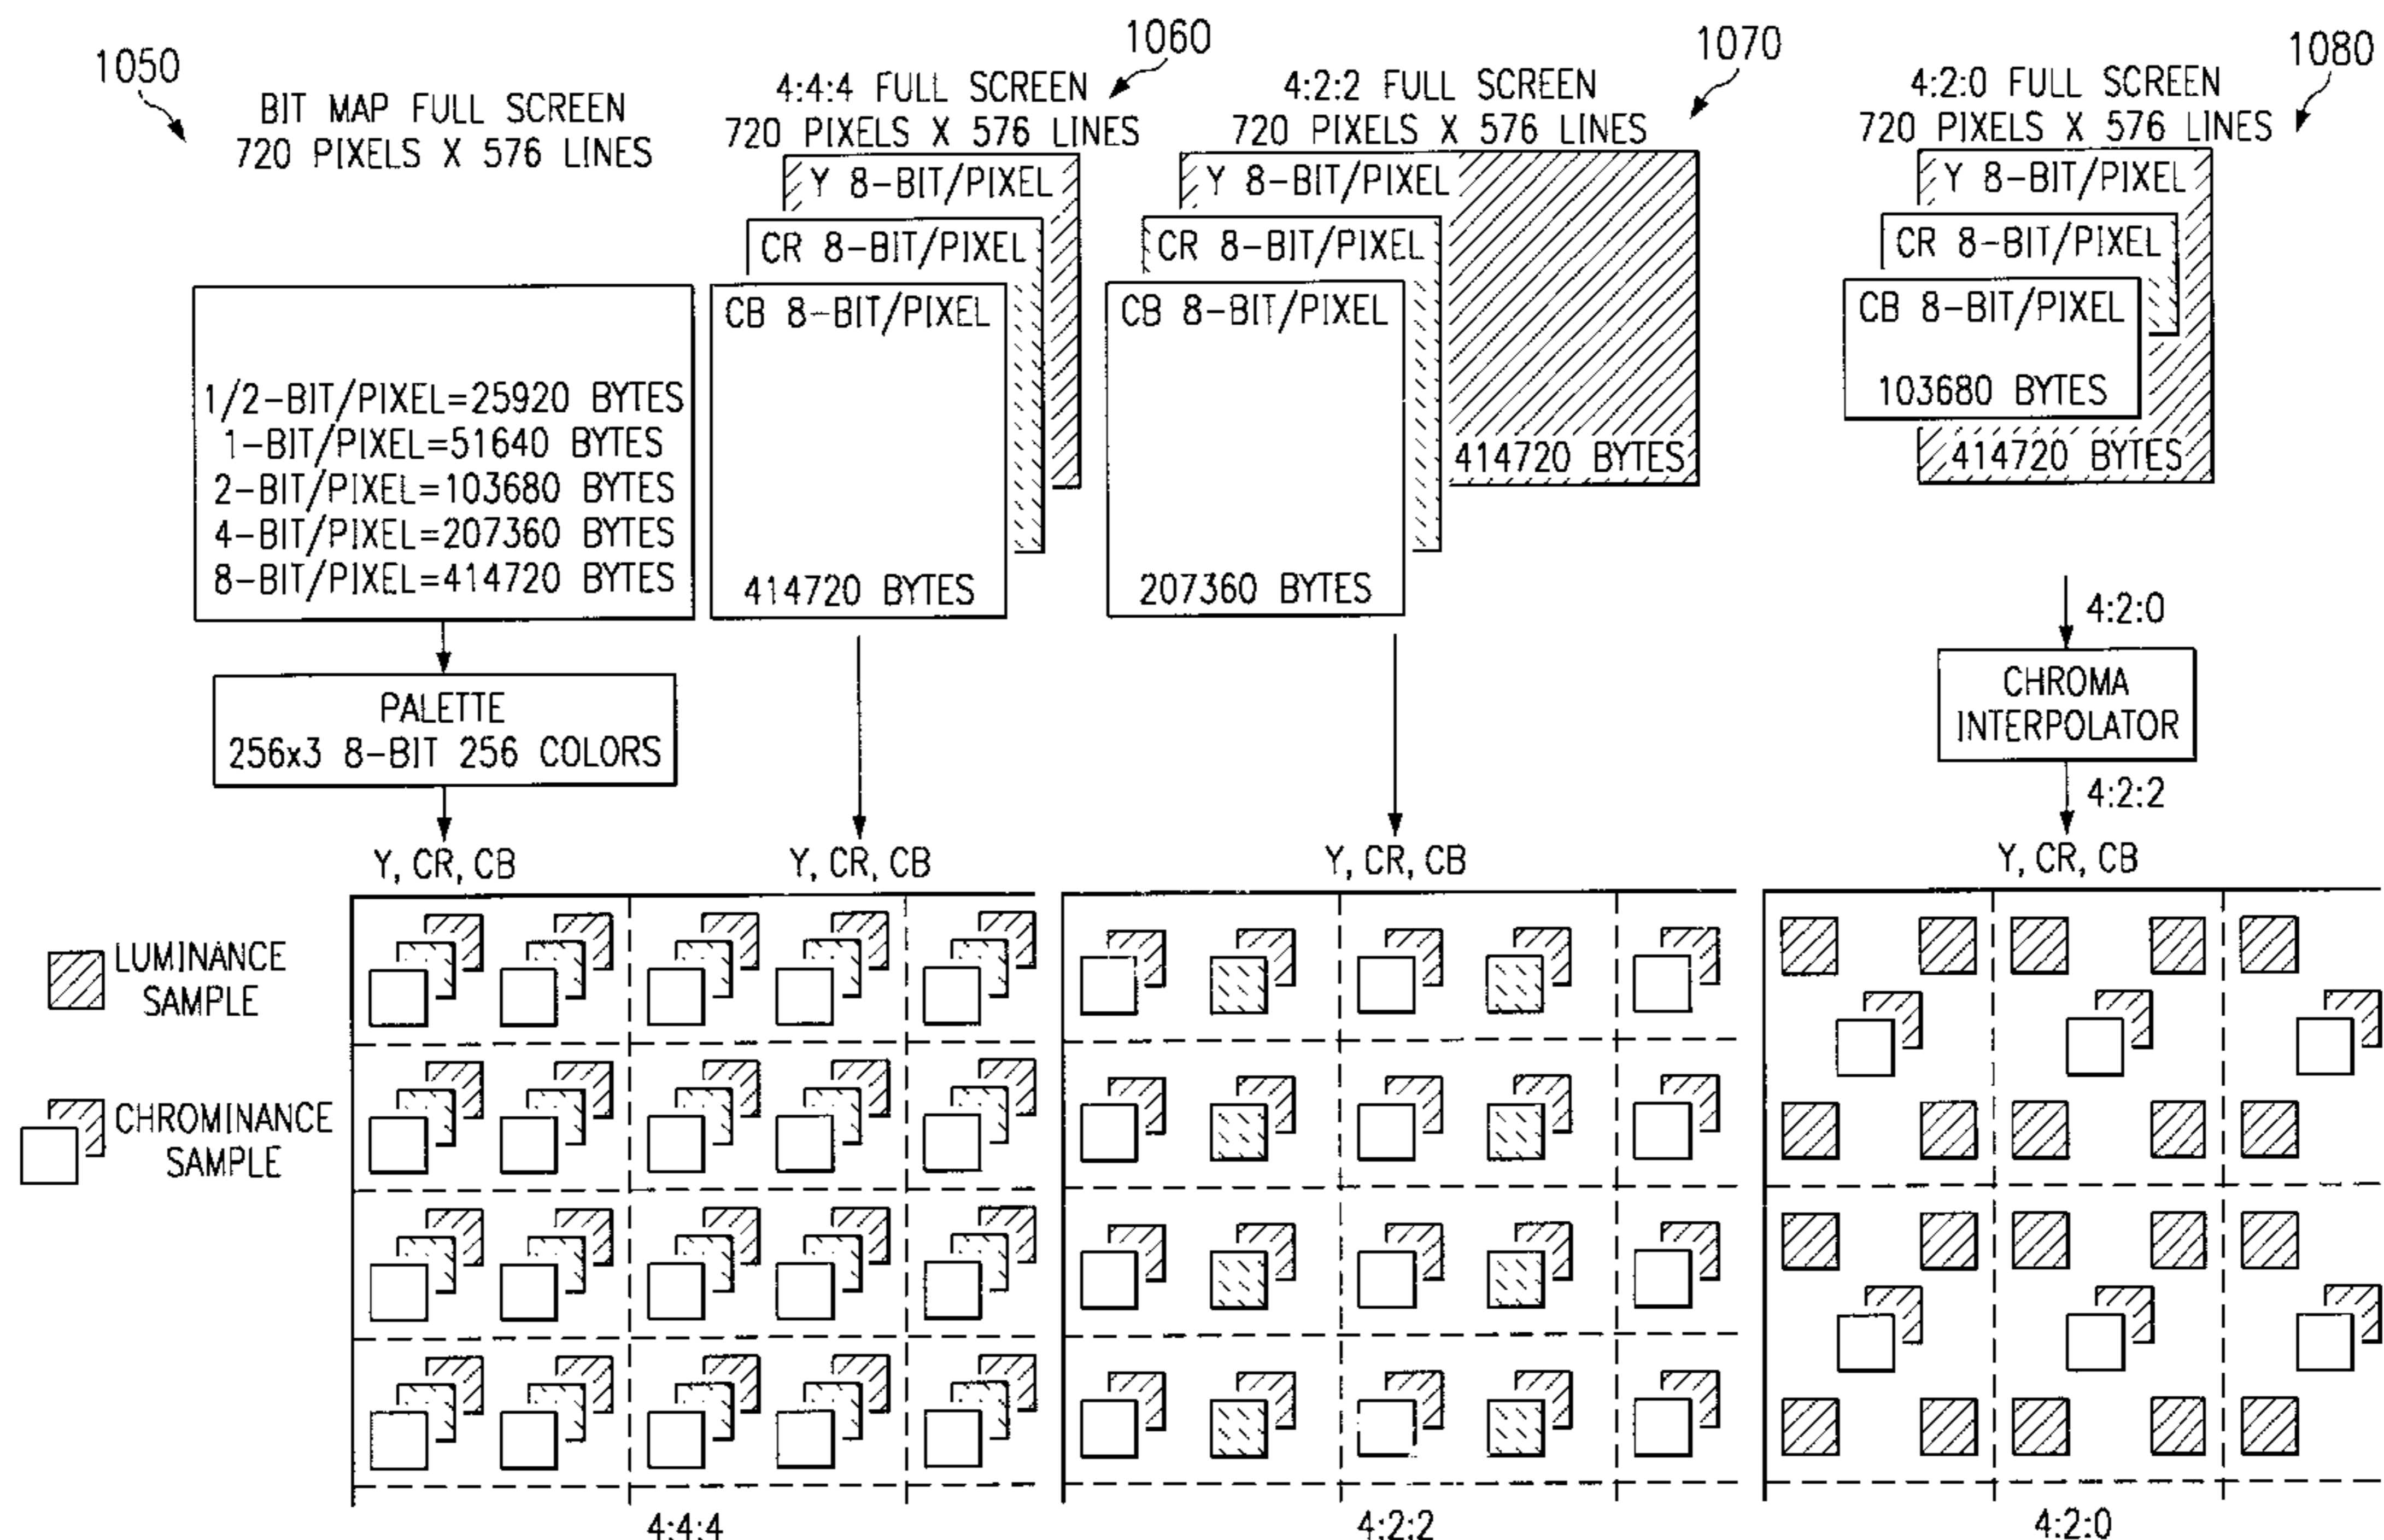 1050
BIT MAP FULL SCREEN
720 PIXELS X 576 LINES
1/2-BIT/PIXEL=25920 BYTES
1-BIT/PIXEL=51640 BYTES
2-BIT/PIXEL=103680 BYTES
4-BIT/PIXEL=207360 BYTES
8-BIT/PIXEL=414720 BYTES
PALETTE
256x3 8-BIT 256 COLORS
Y, CR, CB
1060
4:4:4 FULL SCREEN
720 PIXELS X 576 LINES
Y 8-BIT/PIXEL
CR 8-BIT/PIXEL
CB 8-BIT/PIXEL
414720 BYTES
Y, CR, CB
1070
4:2:2 FULL SCREEN
720 PIXELS X 576 LINES
Y 8-BIT/PIXEL
CR 8-BIT/PIXEL
CB 8-BIT/PIXEL
414720 BYTES
207360 BYTES
Y, CR, CB
1080
4:2:0 FULL SCREEN
720 PIXELS X 576 LINES
Y 8-BIT/PIXEL
CR 8-BIT/PIXEL
CB 8-BIT/PIXEL
103680 BYTES
414720 BYTES
4:2:0
CHROMA
INTERPOLATOR
4:2:2
Y, CR, CB
LUMINANCE
SAMPLE
CHROMINANCE
SAMPLE
4:4:4
4:2:2
4:2:0